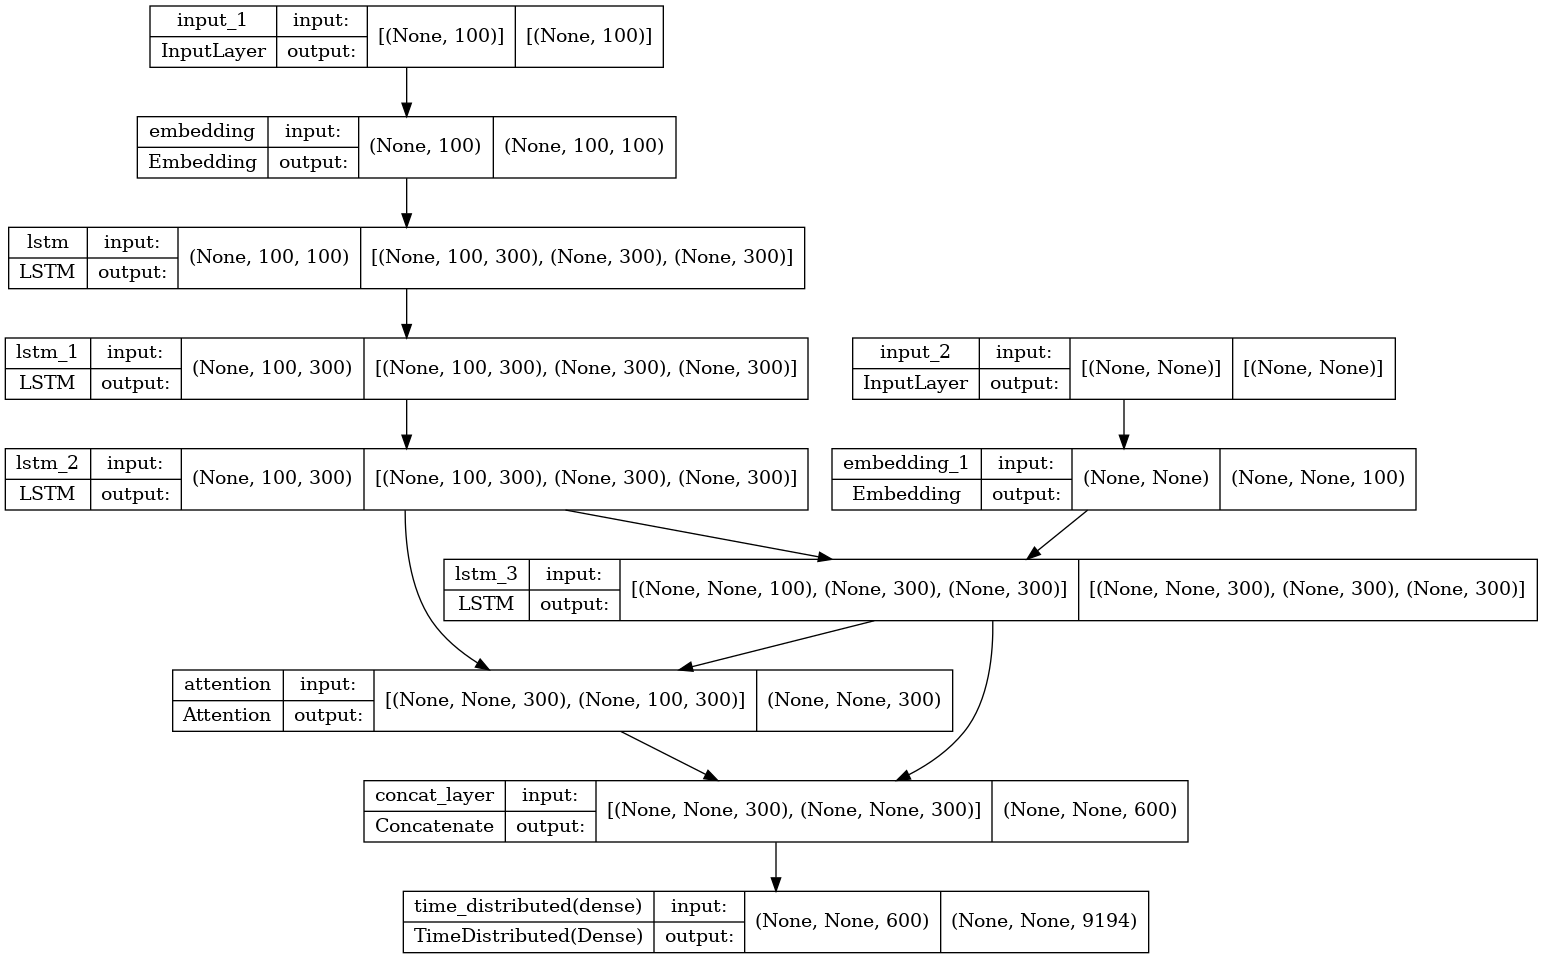 input_1 input: [(None, 100)] [(None, 100)]
InputLayer output:
embedding input: (None, 100) (None, 100, 100)
Embedding output:
lstm input: (None, 100, 100) [(None, 100, 300), (None, 300), (None, 300)]
LSTM output:
lstm_1 input: (None, 100, 300) [(None, 100, 300), (None, 300), (None, 300)]
LSTM output:
input_2 input: [(None, None)] [(None, None)]
InputLayer output:
lstm_2 input: (None, 100, 300) [(None, 100, 300), (None, 300), (None, 300)]
LSTM output:
embedding_1 input: (None, None) (None, None, 100)
Embedding output:
lstm_3 input: [(None, None, 100), (None, 300), (None, 300)] [(None, None, 300), (None, 300), (None, 300)]
LSTM output:
attention input: [(None, None, 300), (None, 100, 300)] (None, None, 300)
Attention output:
concat_layer input: [(None, None, 300), (None, None, 300)] (None, None, 600)
Concatenate output:
time_distributed(dense) input: (None, None, 600) (None, None, 9194)
TimeDistributed(Dense) output: